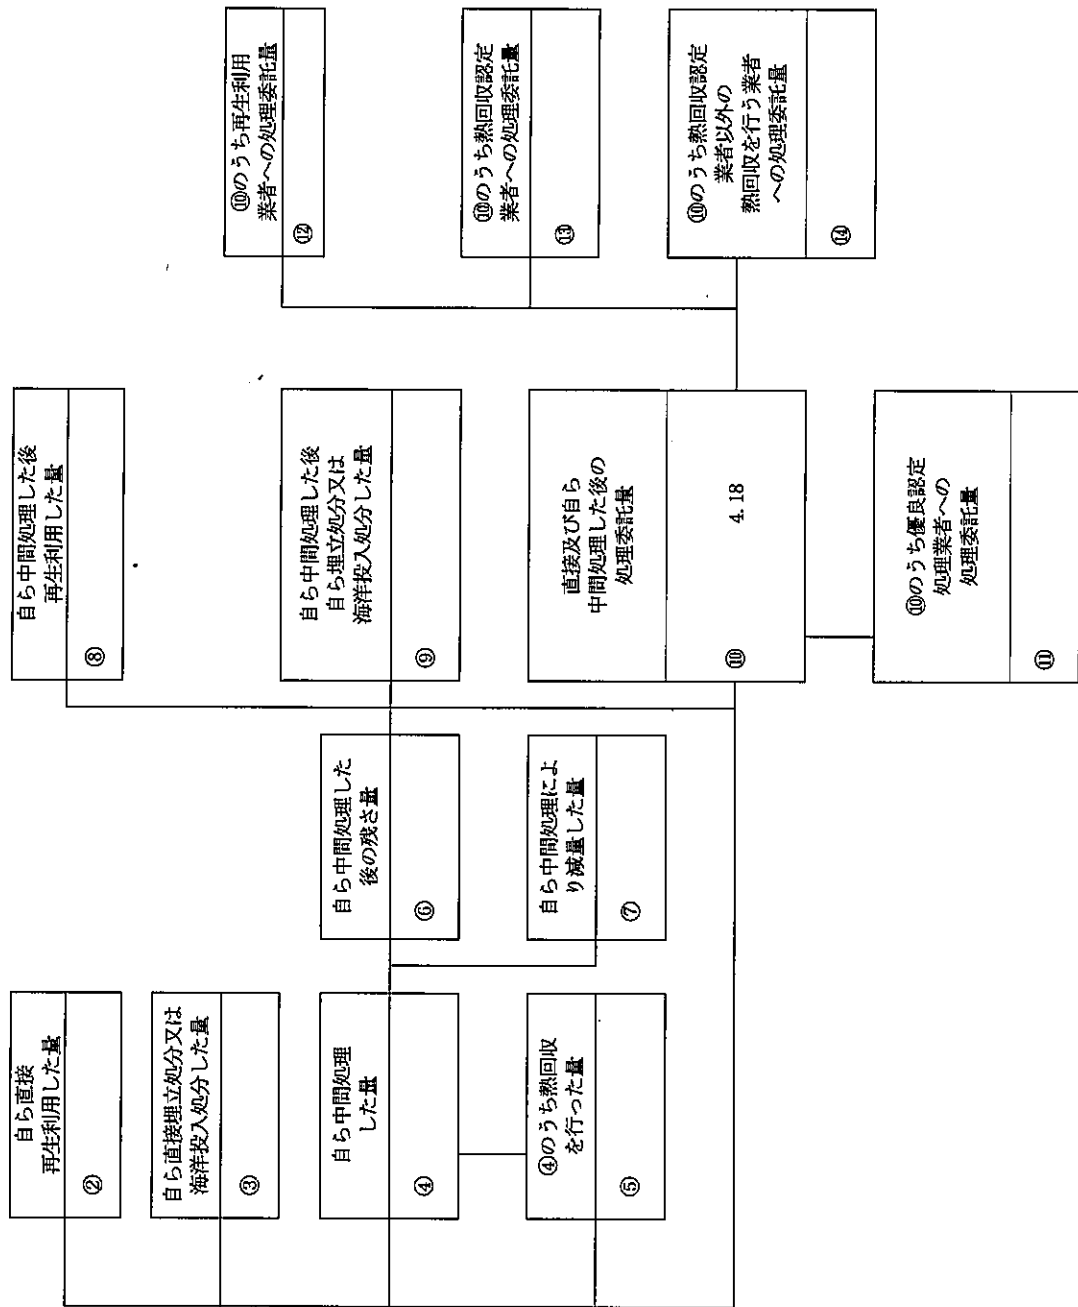 自ら直接
再生利用した量
②
自ら直接埋立処分又は
海洋投入処分した量
③
自ら中間処理
した量
④
④のうち熱回収
を行った量
⑤
自ら中間処理した
後の残さ量
⑥
自ら中間処理によ
り減量した量
⑦
自ら中間処理した後
再生利用した量
⑧
自ら中間処理した後
自ら埋立処分又は
海洋投入処分した量
⑨
直接及び自ら
中間処理した後の
処理委託量
⑩
4.18
⑩のうち優良認定
処理業者への
処理委託量
⑪
⑩のうち再生利用
業者への処理委託量
⑫
⑩のうち熱回収認定
業者への処理委託量
⑬
⑩のうち熱回収認定
業者以外の
熱回収を行う業者
への処理委託量
⑭